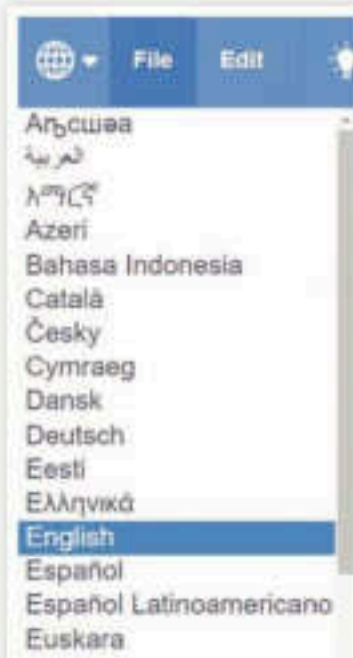 File Edit
Аҧсшәа
العربية
አማርኛ
Azeri
Bahasa Indonesia
Català
Česky
Cymraeg
Dansk
Deutsch
Eesti
Ελληνικά
English
Español
Español Latinoamericano
Euskara